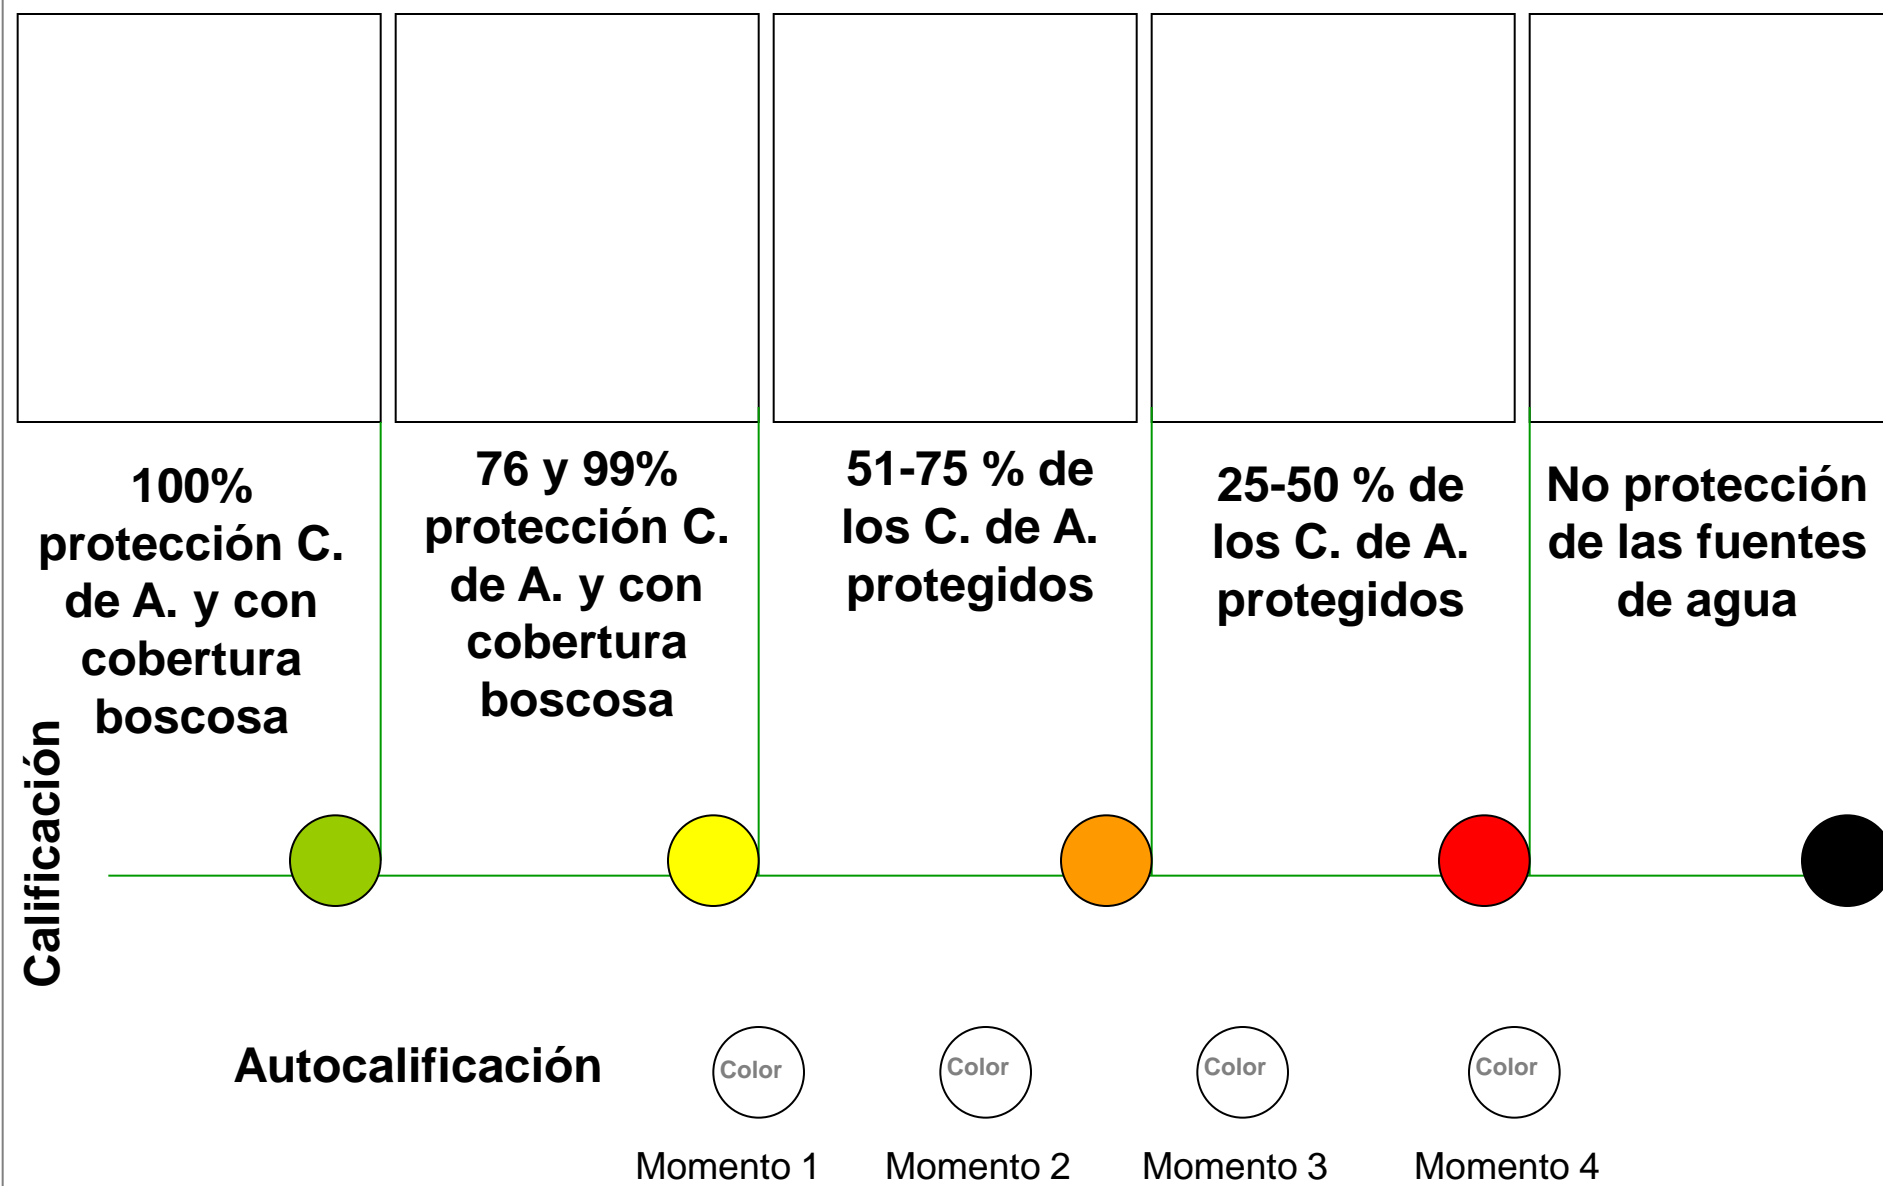 100%
protección C.
de A. y con
cobertura
boscosa
76 y 99%
protección C.
de A. y con
cobertura
boscosa
51-75 % de
los C. de A.
protegidos
25-50 % de
los C. de A.
protegidos
No protección
de las fuentes
de agua
Calificación
Autocalificación
Color
Color
Color
Color
Momento 1
Momento 2
Momento 3
Momento 4